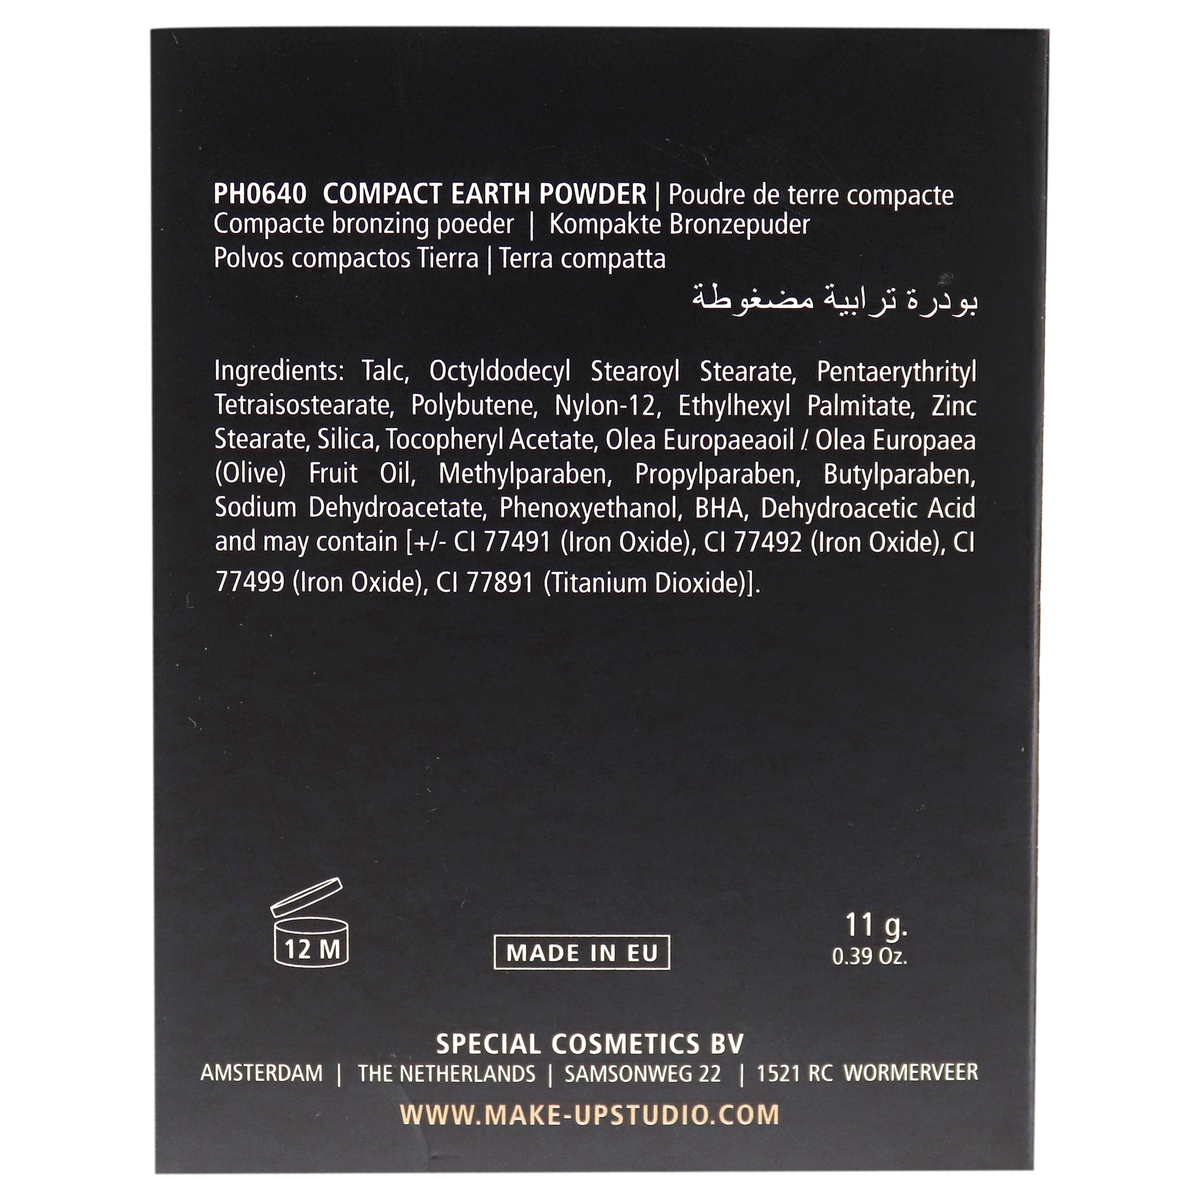 PH0640 COMPACT EARTH POWDER | Poudre de terre compacte
Compacte bronzing poeder | Kompakte Bronzepuder
Polvos compactos Tierra | Terra compatta
بودرة ترابية مضغوطة
Ingredients: Talc, Octyldodecyl Stearoyl Stearate, Pentaerythrityl
Tetraisostearate, Polybutene, Nylon-12, Ethylhexyl Palmitate, Zinc
Stearate, Silica, Tocopheryl Acetate, Olea Europaeaoil / Olea Europaea
(Olive) Fruit Oil, Methylparaben, Propylparaben, Butylparaben,
Sodium Dehydroacetate, Phenoxyethanol, BHA, Dehydroacetic Acid
and may contain [+/- CI 77491 (Iron Oxide), CI 77492 (Iron Oxide), CI
77499 (Iron Oxide), CI 77891 (Titanium Dioxide)].
12 M
MADE IN EU
11 g.
0.39 Oz.
SPECIAL COSMETICS BV
AMSTERDAM | THE NETHERLANDS | SAMSONWEG 22 | 1521 RC WORMERVEER
WWW.MAKE-UPSTUDIO.COM